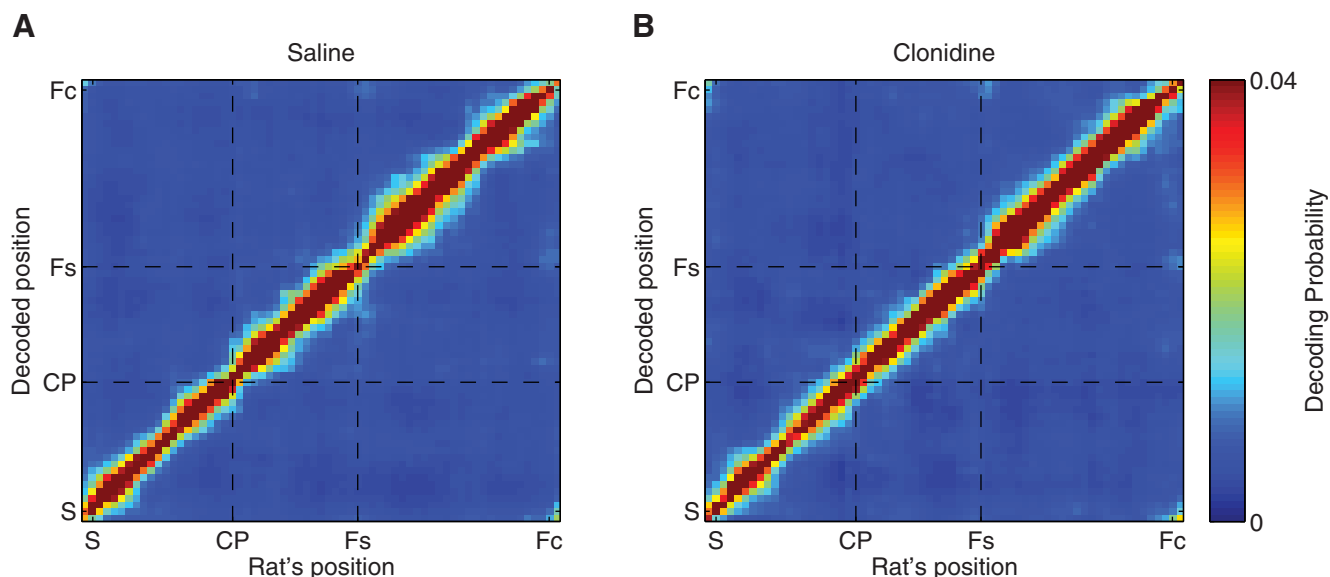 A
Saline
Decoded position
Fc
Fs
CP
S
S CP Fs Fc
Rat's position
B
Clonidine
Decoded position
Fc
Fs
CP
S
S CP Fs Fc
Rat's position
0.04
Decoding Probability
0